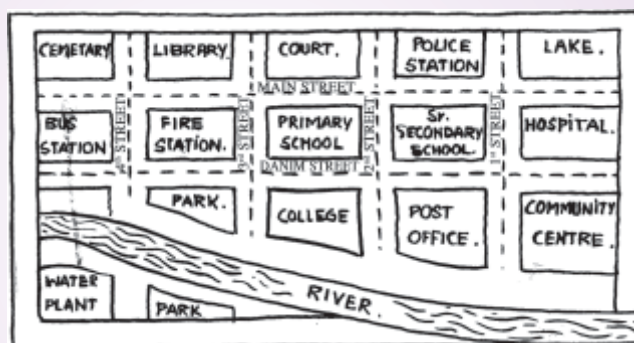 CEMETARY LIBRARY. COURT. POLICE STATION LAKE.
MAIN STREET
BUS STATION 4th STREET FIRE STATION. 3rd STREET PRIMARY SCHOOL 2nd STREET Sr. SECONDARY SCHOOL. 1st STREET HOSPITAL.
DANIM STREET
PARK. COLLEGE POST OFFICE. COMMUNITY CENTRE.
WATER PLANT PARK RIVER.